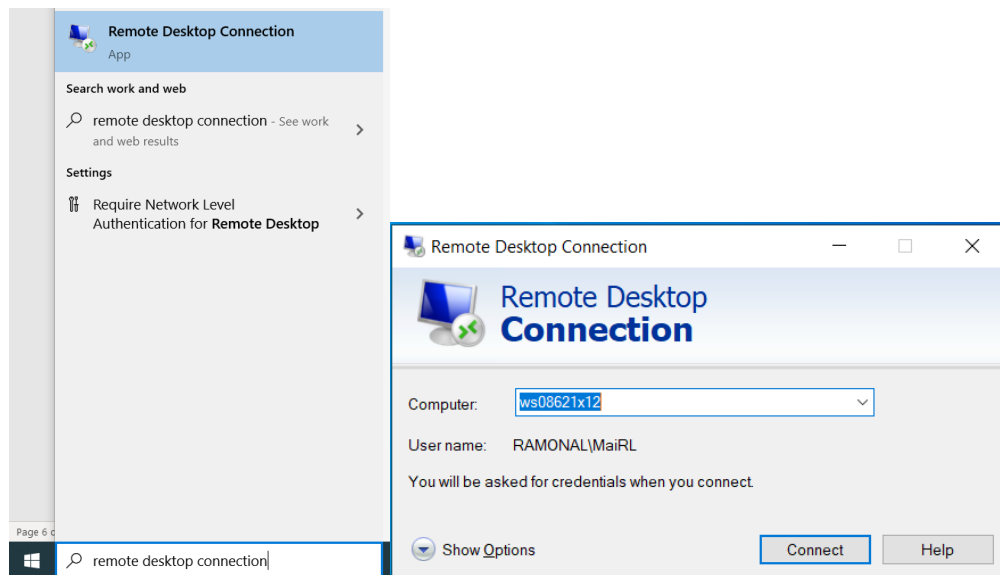 Remote Desktop Connection
App
Search work and web
remote desktop connection - See work
and web results
Settings
Require Network Level
Authentication for Remote Desktop
Page 6
remote desktop connection
Remote Desktop Connection
Remote Desktop
Connection
Computer:
ws08621x12
User name: RAMONAL\MaiRL
You will be asked for credentials when you connect.
Show Options
Connect
Help